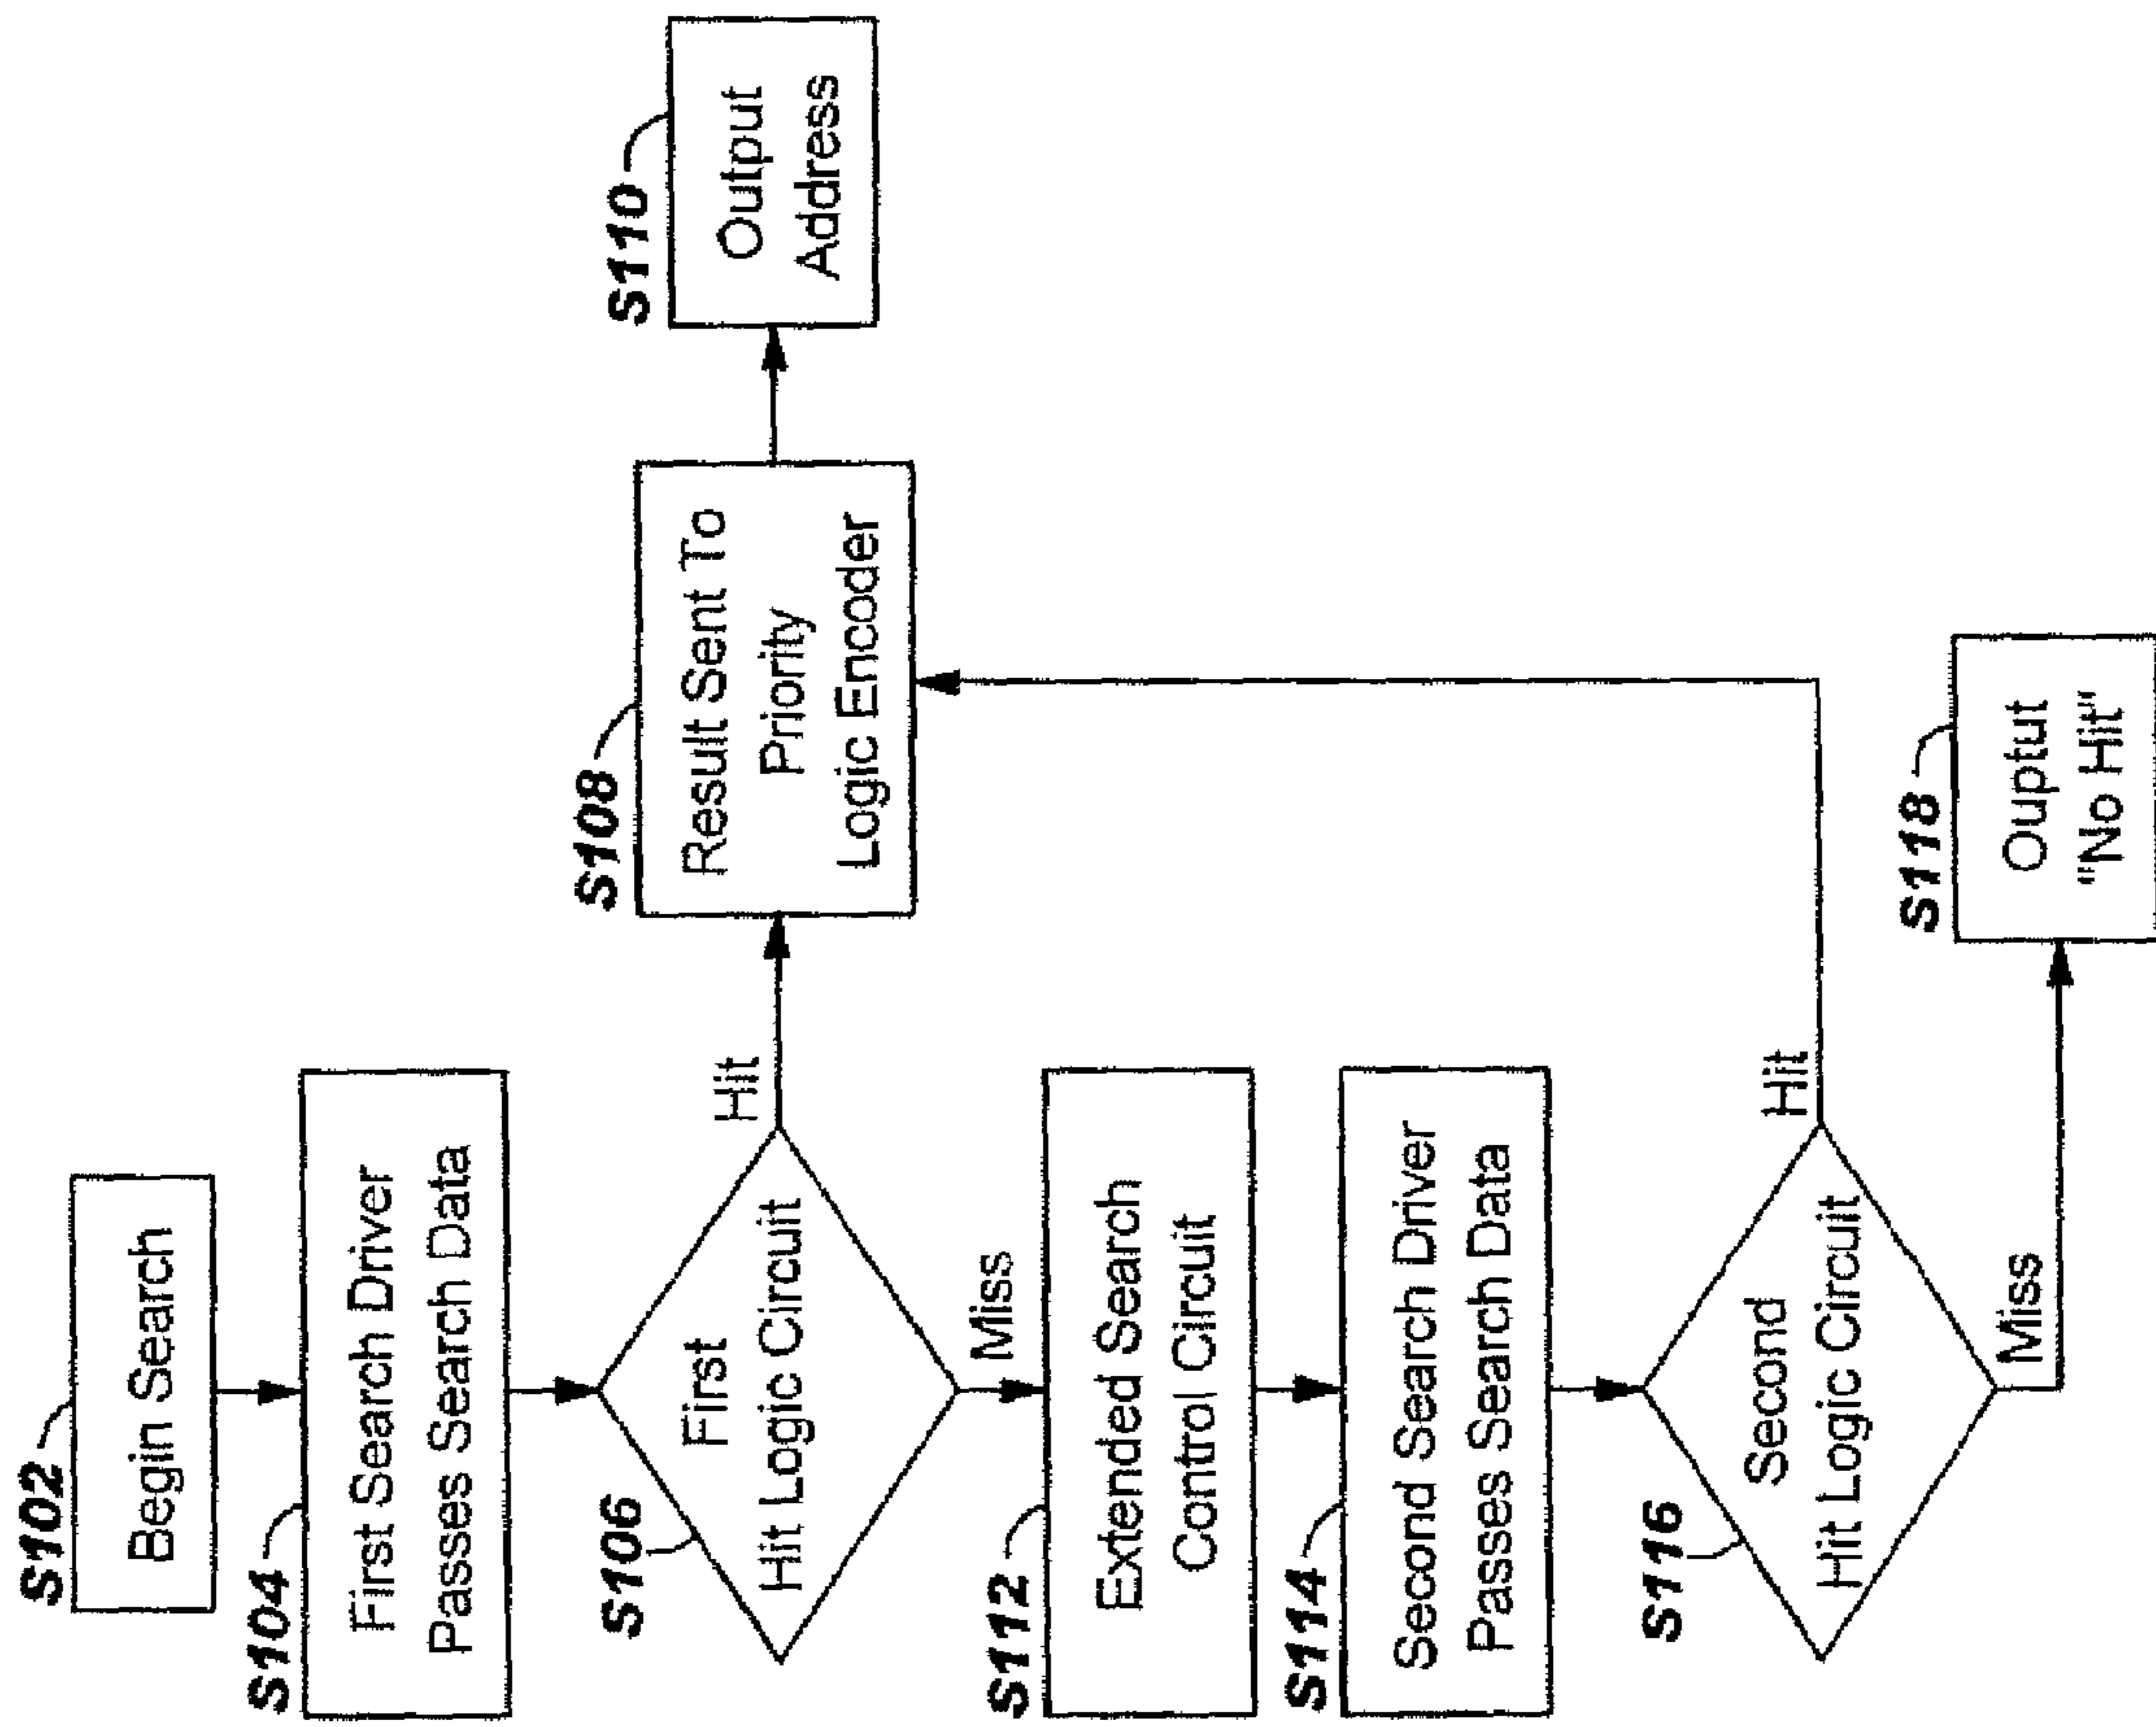 S102
Begin Search
S104
First Search Driver
Passes Search Data
S106
First
Hit Logic Circuit
Hit
Miss
S108
Result Sent To
Priority
Logic Encoder
S110
Output
Address
S112
Extended Search
Control Circuit
S114
Second Search Driver
Passes Search Data
S116
Second
Hit Logic Circuit
Hit
Miss
S118
Ouptut
"No Hit"